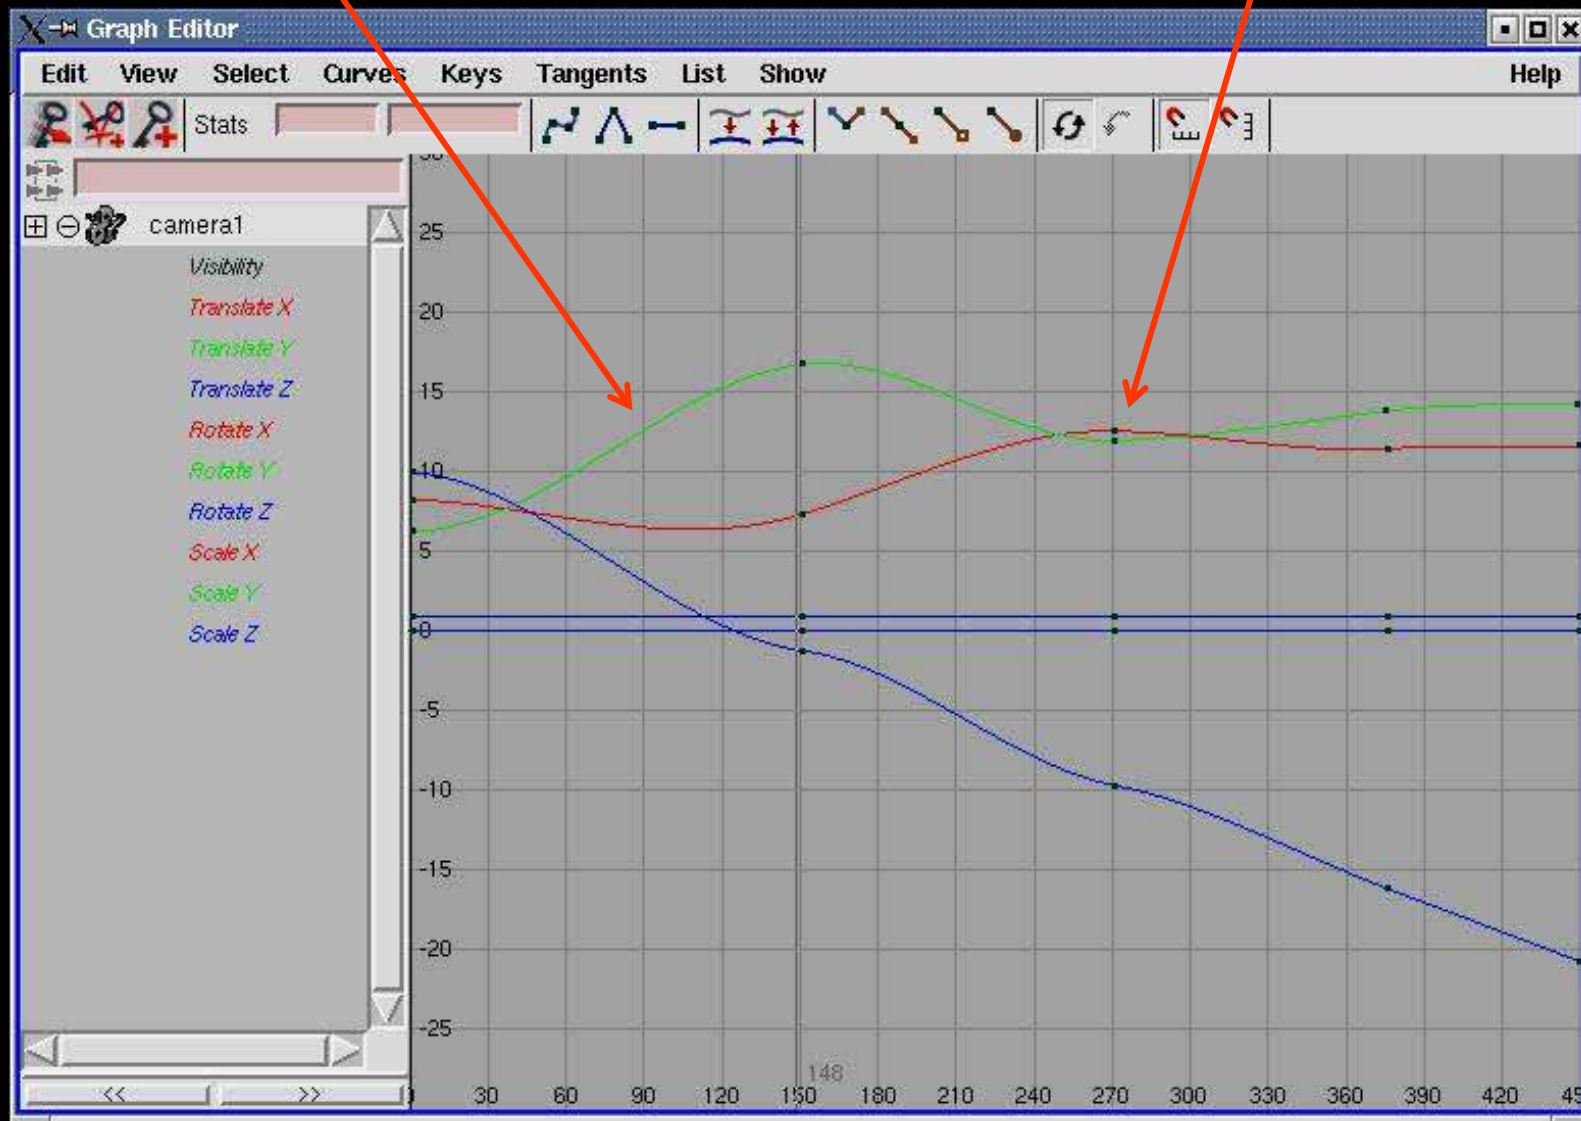 Graph Editor
Edit View Select Curves Keys Tangents List Show Help
Stats
camera1
Visibility
Translate X
Translate Y
Translate Z
Rotate X
Rotate Y
Rotate Z
Scale X
Scale Y
Scale Z
25
20
15
10
5
0
-5
-10
-15
-20
-25
148
<< >> 30 60 90 120 150 180 210 240 270 300 330 360 390 420